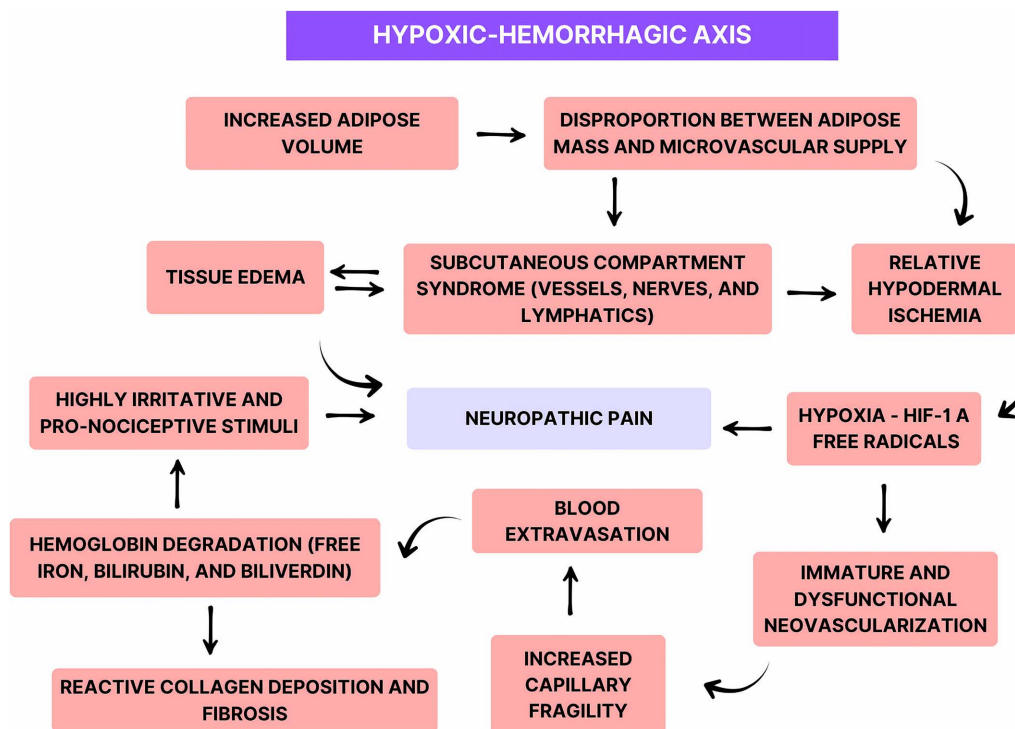 HYPOXIC-HEMORRHAGIC AXIS
INCREASED ADIPOSE
VOLUME
DISPROPORTION BETWEEN ADIPOSE
MASS AND MICROVASCULAR SUPPLY
TISSUE EDEMA
SUBCUTANEOUS COMPARTMENT
SYNDROME (VESSELS, NERVES, AND
LYMPHATICS)
RELATIVE
HYPODERMAL
ISCHEMIA
HIGHLY IRRITATIVE AND
PRO-NOCICEPTIVE STIMULI
NEUROPATHIC PAIN
HYPOXIA - HIF-1 A
FREE RADICALS
HEMOGLOBIN DEGRADATION (FREE
IRON, BILIRUBIN, AND BILIVERDIN)
BLOOD
EXTRAVASATION
IMMATURE AND
DYSFUNCTIONAL
NEOVASCULARIZATION
REACTIVE COLLAGEN DEPOSITION AND
FIBROSIS
INCREASED
CAPILLARY
FRAGILITY